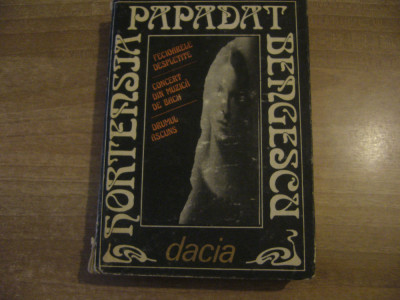 HORTENSIA
PAPADAT
BENGESCU
FECIOARELE
DESPLETITE
CONCERT
DIN MUZICĂ
DE BACH
DRUMUL
ASCUNS
dacia